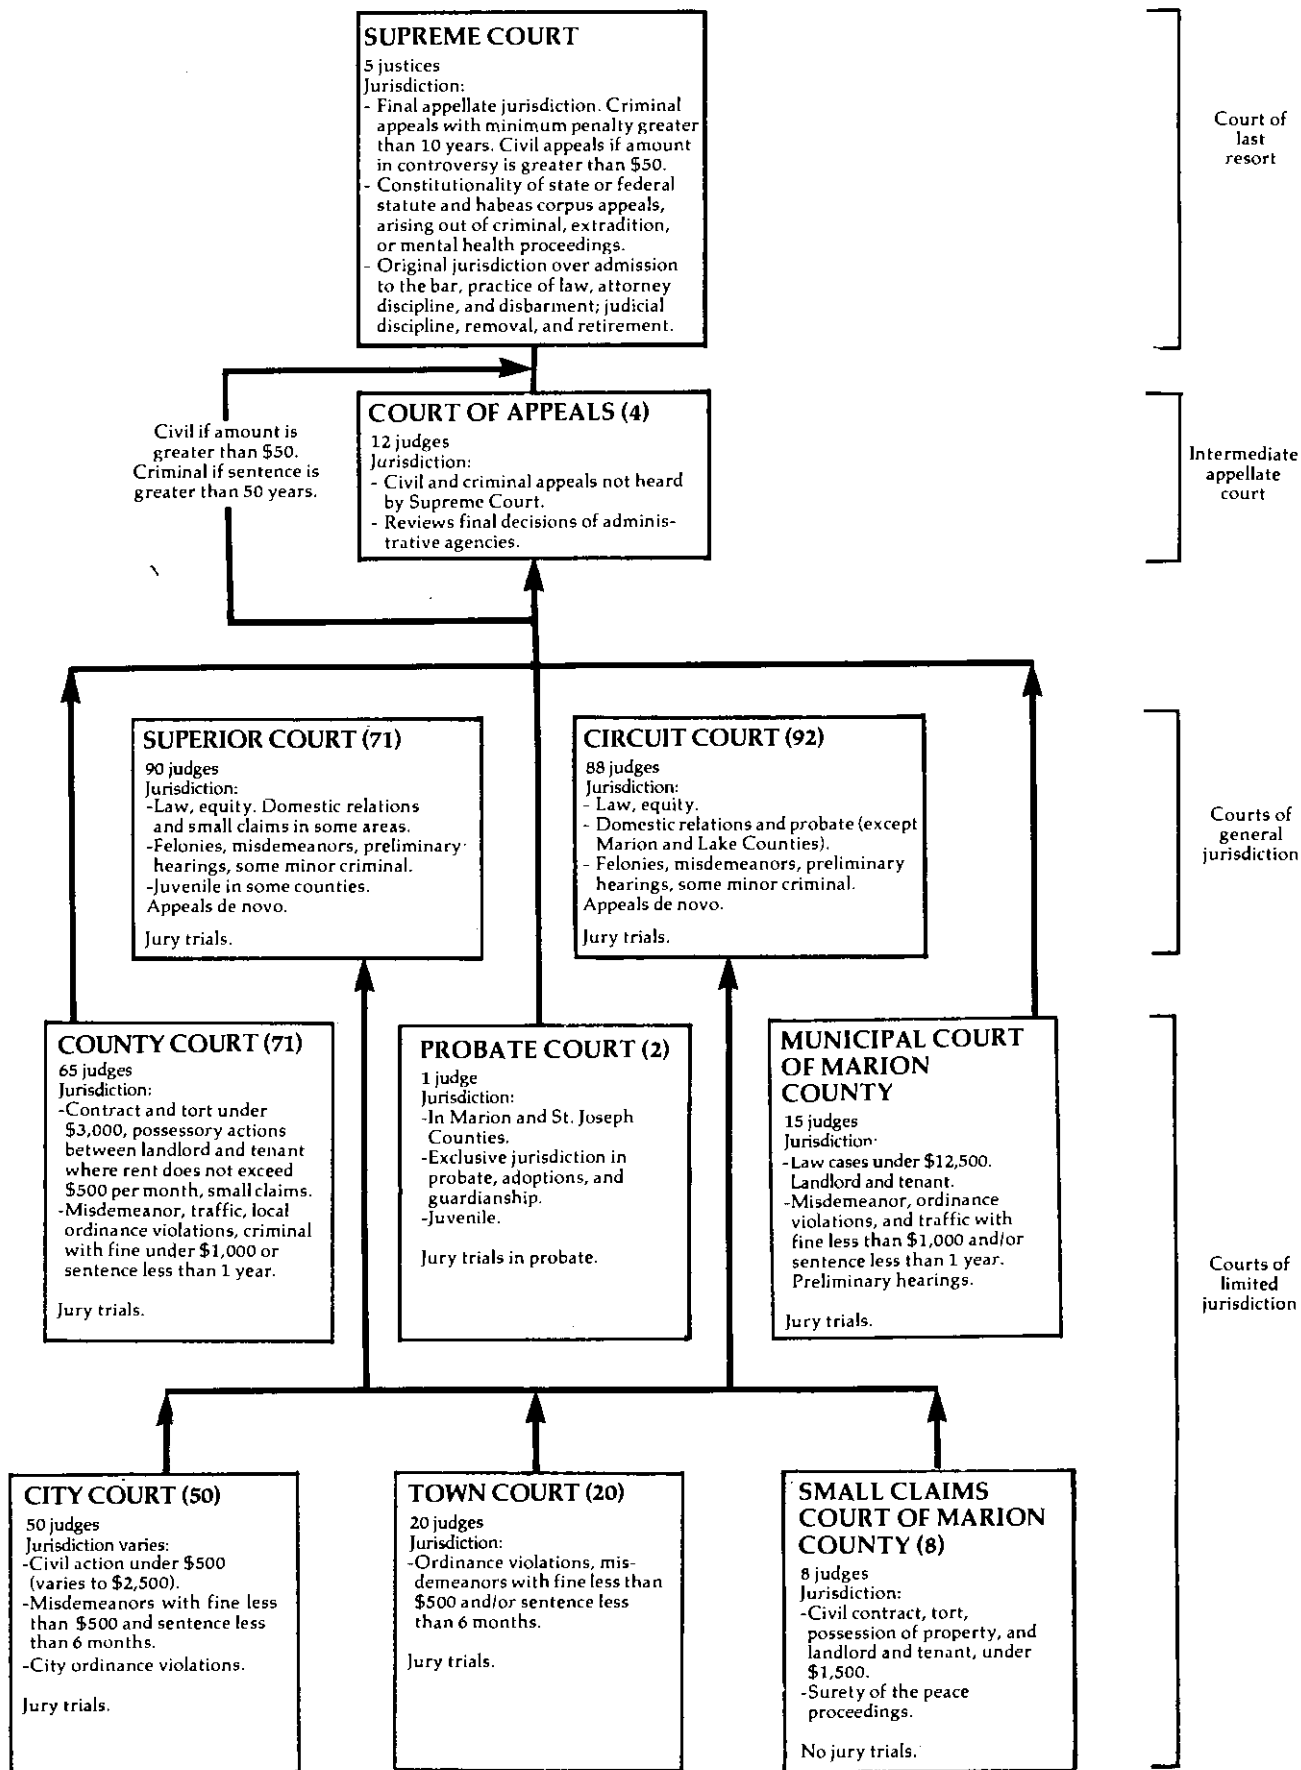 SUPREME COURT
5 justices
Jurisdiction:
- Final appellate jurisdiction. Criminal
appeals with minimum penalty greater
than 10 years. Civil appeals if amount
in controversy is greater than $50.
- Constitutionality of state or federal
statute and habeas corpus appeals,
arising out of criminal, extradition,
or mental health proceedings.
- Original jurisdiction over admission
to the bar, practice of law, attorney
discipline, and disbarment; judicial
discipline, removal, and retirement.
Court of
last
resort
Civil if amount is
greater than $50.
Criminal if sentence is
greater than 50 years.
COURT OF APPEALS (4)
12 judges
Jurisdiction:
- Civil and criminal appeals not heard
by Supreme Court.
- Reviews final decisions of adminis-
trative agencies.
Intermediate
appellate
court
SUPERIOR COURT (71)
90 judges
Jurisdiction:
-Law, equity. Domestic relations
and small claims in some areas.
-Felonies, misdemeanors, preliminary
hearings, some minor criminal.
-Juvenile in some counties.
Appeals de novo.
Jury trials.
CIRCUIT COURT (92)
88 judges
Jurisdiction:
- Law, equity.
- Domestic relations and probate (except
Marion and Lake Counties).
- Felonies, misdemeanors, preliminary
hearings, some minor criminal.
Appeals de novo.
Jury trials.
Courts of
general
jurisdiction
COUNTY COURT (71)
65 judges
Jurisdiction:
-Contract and tort under
$3,000, possessory actions
between landlord and tenant
where rent does not exceed
$500 per month, small claims.
-Misdemeanor, traffic, local
ordinance violations, criminal
with fine under $1,000 or
sentence less than 1 year.
Jury trials.
PROBATE COURT (2)
1 judge
Jurisdiction:
-In Marion and St. Joseph
Counties.
-Exclusive jurisdiction in
probate, adoptions, and
guardianship.
-Juvenile.
Jury trials in probate.
MUNICIPAL COURT
OF MARION
COUNTY
15 judges
Jurisdiction·
-Law cases under $12,500.
Landlord and tenant.
-Misdemeanor, ordinance
violations, and traffic with
fine less than $1,000 and/or
sentence less than 1 year.
Preliminary hearings.
Jury trials.
Courts of
limited
jurisdiction
CITY COURT (50)
50 judges
Jurisdiction varies:
-Civil action under $500
(varies to $2,500).
-Misdemeanors with fine less
than $500 and sentence less
than 6 months.
-City ordinance violations.
Jury trials.
TOWN COURT (20)
20 judges
Jurisdiction:
-Ordinance violations, mis-
demeanors with fine less than
$500 and/or sentence less
than 6 months.
Jury trials.
SMALL CLAIMS
COURT OF MARION
COUNTY (8)
8 judges
Jurisdiction:
-Civil contract, tort,
possession of property, and
landlord and tenant, under
$1,500.
-Surety of the peace
proceedings.
No jury trials.